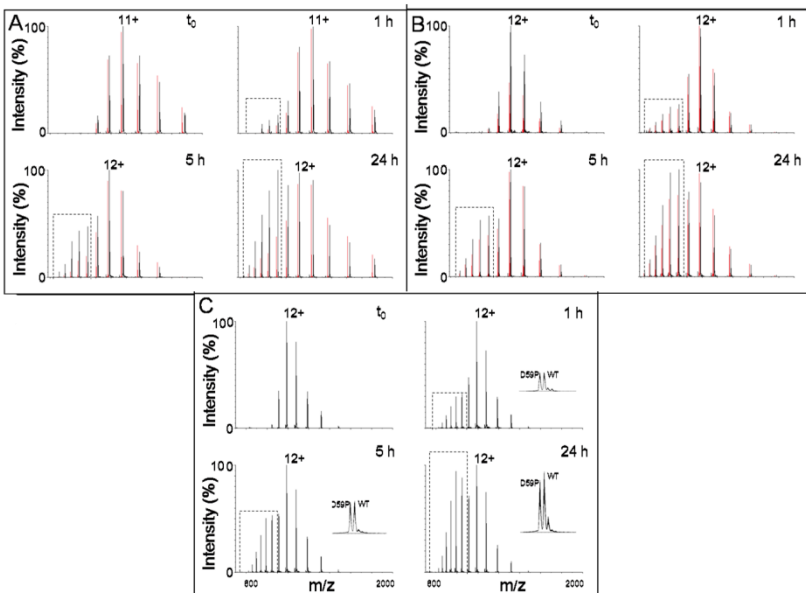 A
11+ t0 11+ 1 h
100
Intensity (%)
0
5 h 12+ 12+ 24 h
100
Intensity (%)
0
B
12+ t0 12+ 1 h
100
Intensity (%)
0
12+ 5 h 12+ 24 h
100
Intensity (%)
0
C
12+ t0 12+ 1 h
100
Intensity (%)
0
D59P WT
12+ 5 h 12+ 24 h
100
Intensity (%)
0
D59P WT D59P WT
600 m/z 2000 600 m/z 2000